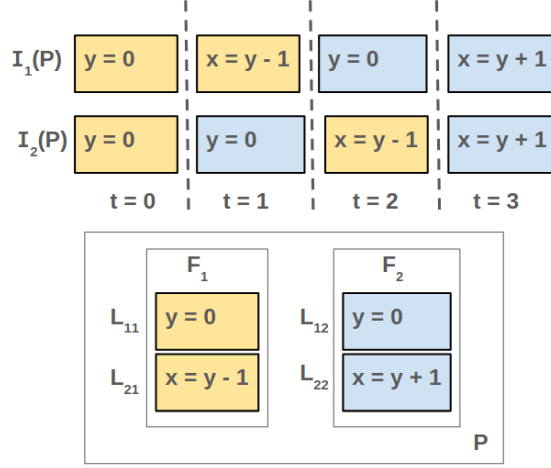 I1(P) y = 0 x = y - 1 y = 0 x = y + 1
I2(P) y = 0 y = 0 x = y - 1 x = y + 1
t = 0 t = 1 t = 2 t = 3
F1 F2
L11 y = 0 L12 y = 0
L21 x = y - 1 L22 x = y + 1
P